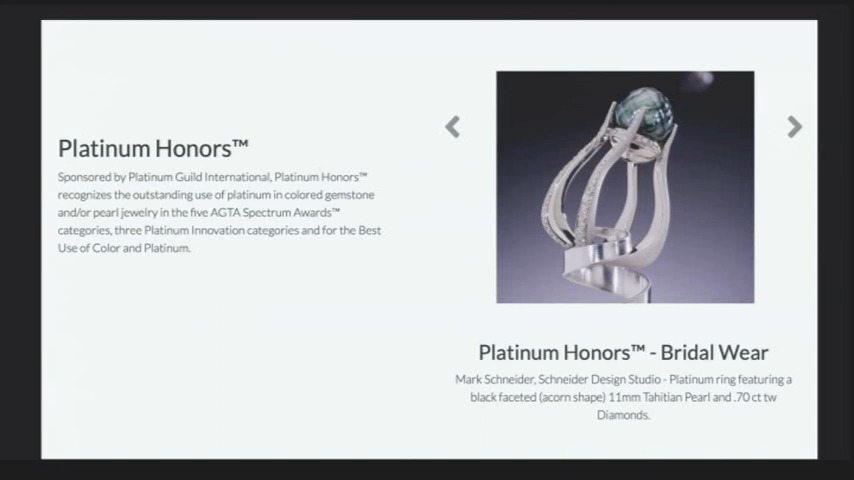 Platinum Honors™
Sponsored by Platinum Guild International, Platinum Honors™
recognizes the outstanding use of platinum in colored gemstone
and/or pearl jewelry in the five AGTA Spectrum Awards™
categories, three Platinum Innovation categories and for the Best
Use of Color and Platinum.
Platinum Honors™ - Bridal Wear
Mark Schneider, Schneider Design Studio - Platinum ring featuring a
black faceted (acorn shape) 11mm Tahitian Pearl and .70 ct tw
Diamonds.